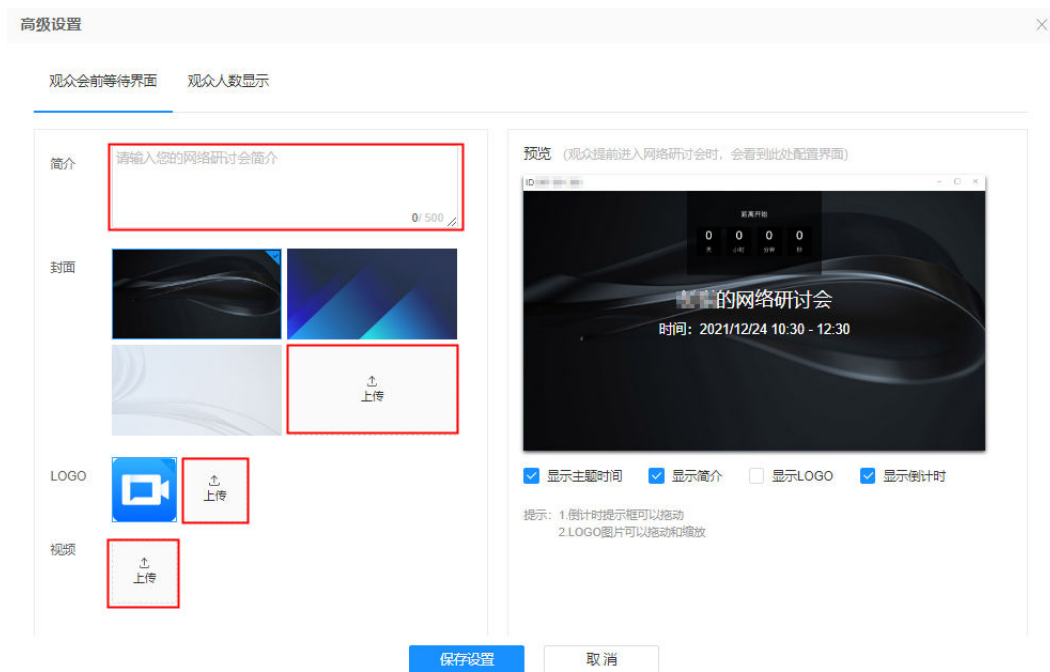 高级设置
观众会前等待界面 观众人数显示
简介
请输入您的网络研讨会简介
0/ 500
封面
上传
LOGO
上传
视频
上传
预览 (观众提前进入网络研讨会时，会看到此处配置界面)
ID
距离开始
0 0 0 0
天 小时 分钟 秒
的网络研讨会
时间：2021/12/24 10:30 - 12:30
显示主题时间 显示简介 显示LOGO 显示倒计时
提示：1.倒计时提示框可以拖动
2.LOGO图片可以拖动和缩放
保存设置 取消